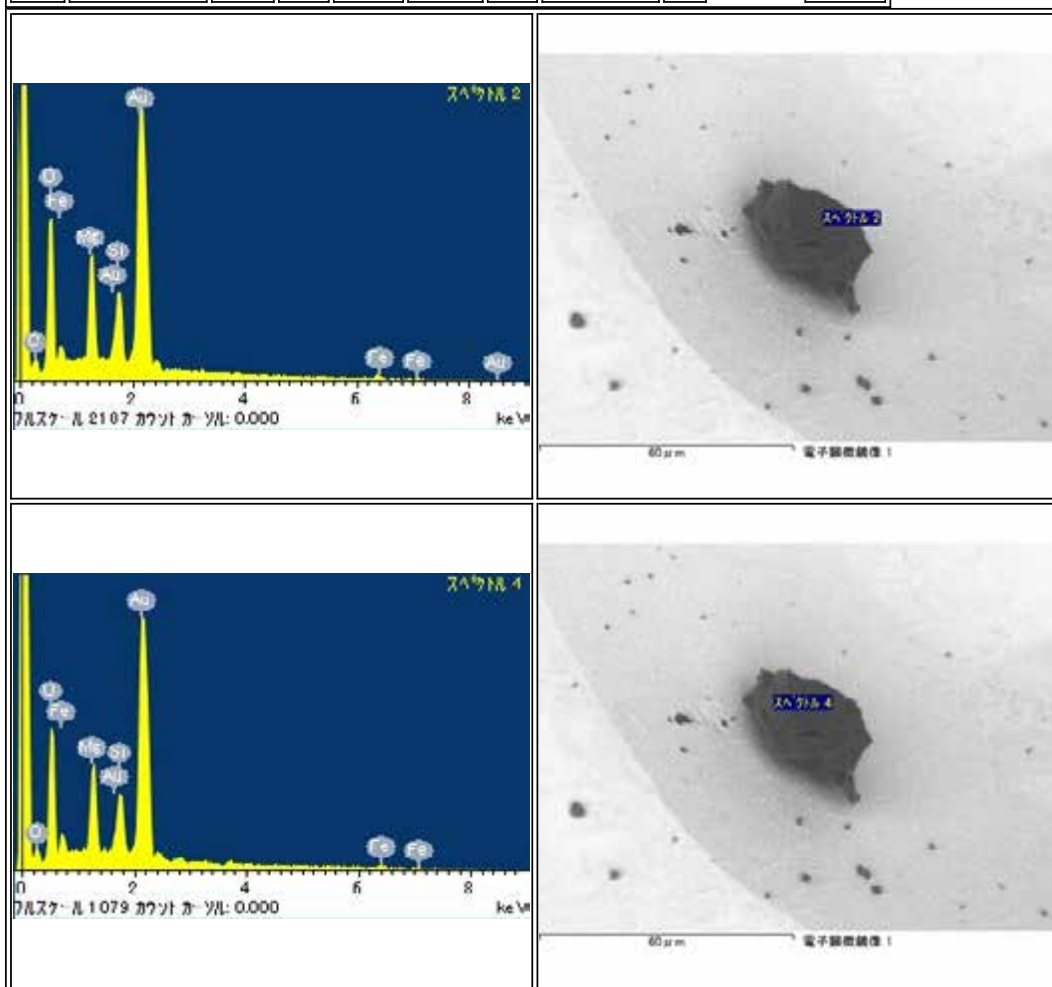 スペクトル 2
Au
O
Fe
Mg
Si
Au
O
Fe
Fe
Au
0 2 4 6 8
フルスケール 2107 カウント カーソル: 0.000 keV
スペクトル 2
60μm 電子顕微鏡像 1
スペクトル 4
Au
O
Fe
Mg
Si
Au
Fe
Fe
0 2 4 6 8
フルスケール 1079 カウント カーソル: 0.000 keV
スペクトル 4
60μm 電子顕微鏡像 1